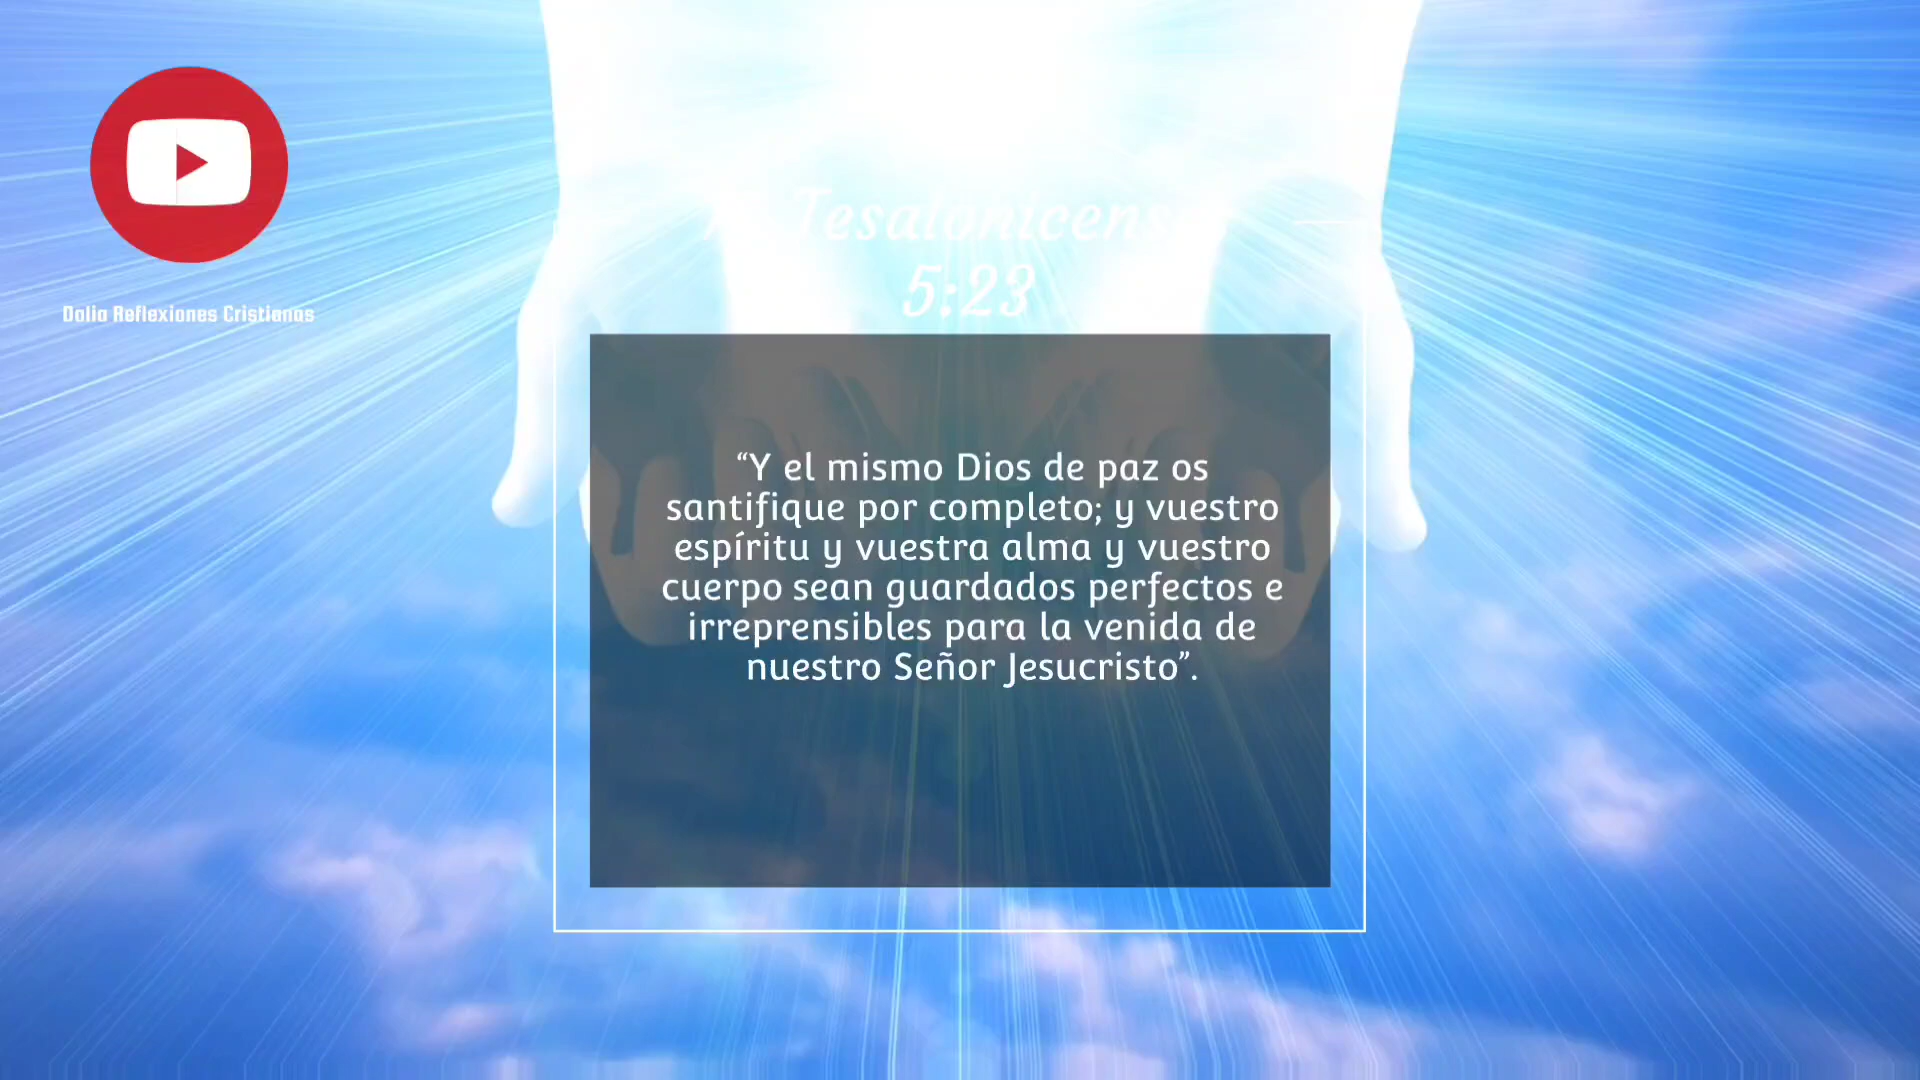 Dalia Reflexiones Cristianas
5:23
“Y el mismo Dios de paz os
santifique por completo; y vuestro
espíritu y vuestra alma y vuestro
cuerpo sean guardados perfectos e
irreprensibles para la venida de
nuestro Señor Jesucristo”.